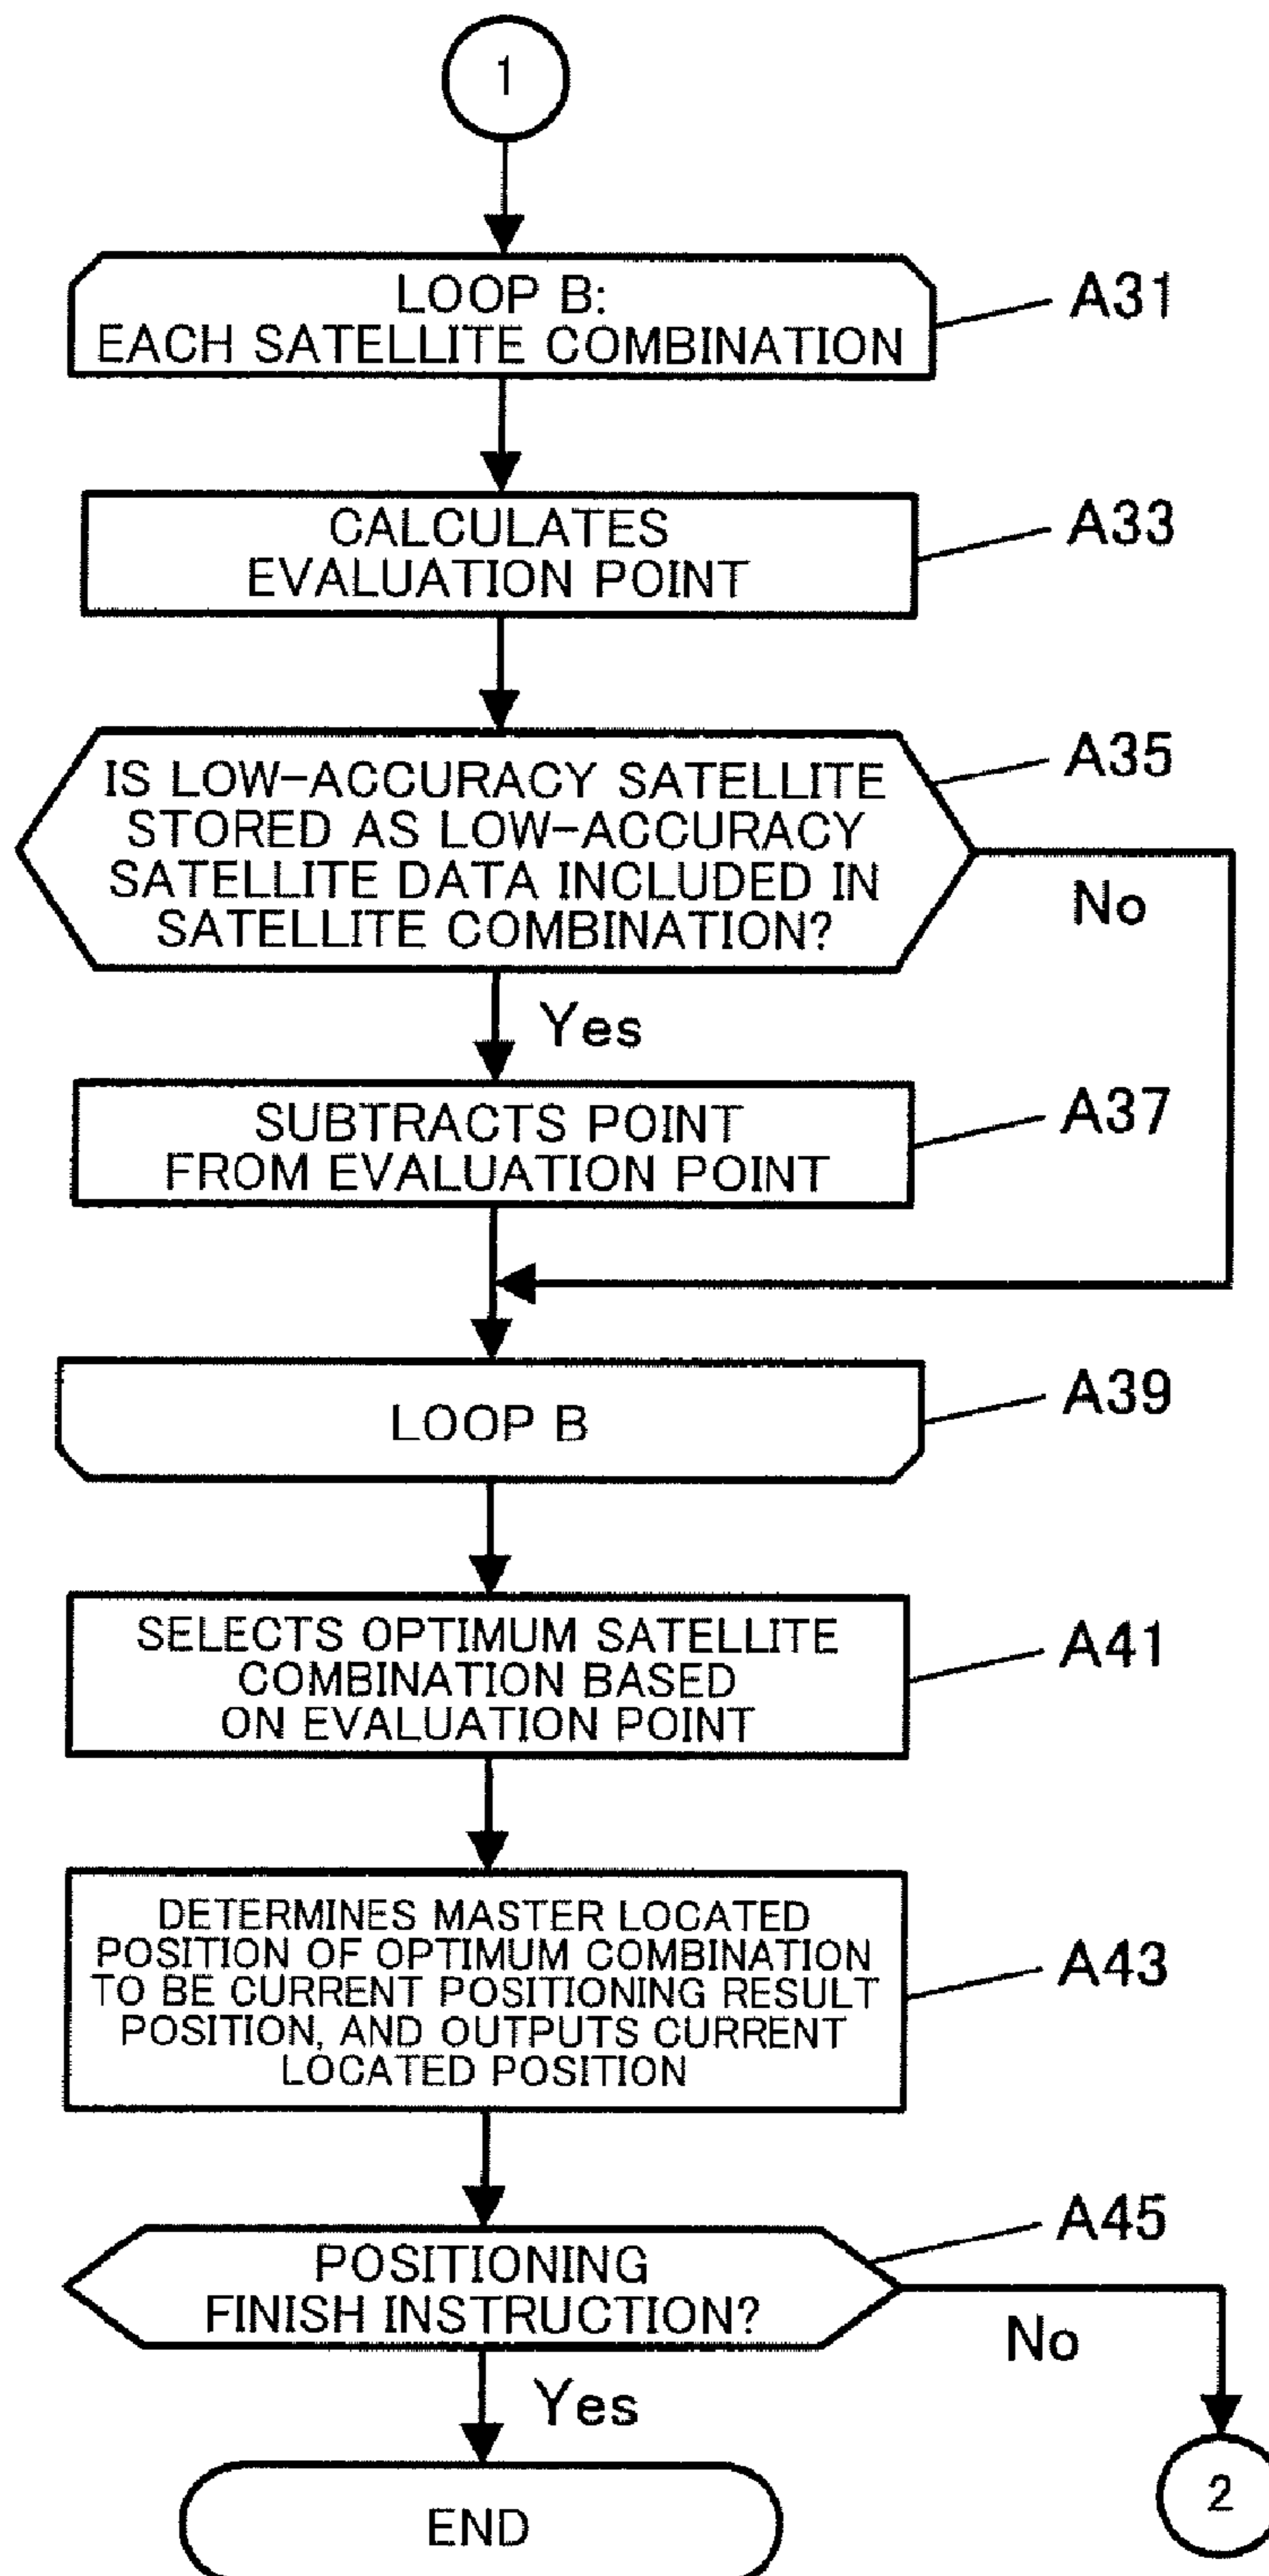 1
LOOP B:
EACH SATELLITE COMBINATION
A31
CALCULATES
EVALUATION POINT
A33
IS LOW-ACCURACY SATELLITE
STORED AS LOW-ACCURACY
SATELLITE DATA INCLUDED IN
SATELLITE COMBINATION?
A35
No
Yes
SUBTRACTS POINT
FROM EVALUATION POINT
A37
LOOP B
A39
SELECTS OPTIMUM SATELLITE
COMBINATION BASED
ON EVALUATION POINT
A41
DETERMINES MASTER LOCATED
POSITION OF OPTIMUM COMBINATION
TO BE CURRENT POSITIONING RESULT
POSITION, AND OUTPUTS CURRENT
LOCATED POSITION
A43
POSITIONING
FINISH INSTRUCTION?
A45
No
Yes
END
2